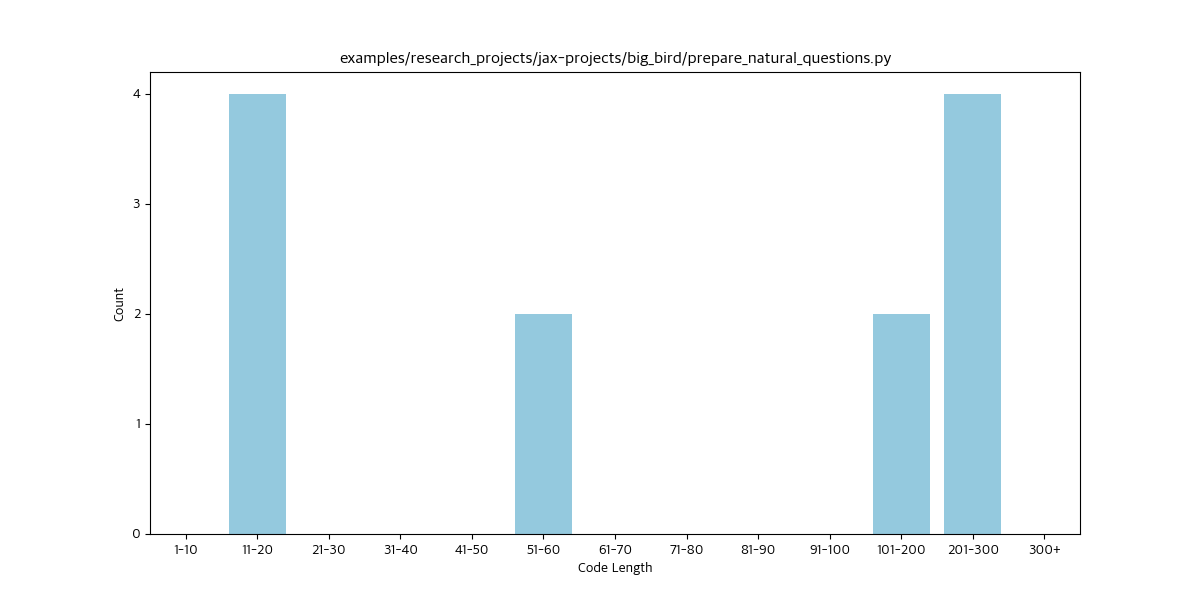 examples/research_projects/jax-projects/big_bird/prepare_natural_questions.py
4
3
2
1
0
Count
1-10 11-20 21-30 31-40 41-50 51-60 61-70 71-80 81-90 91-100 101-200 201-300 300+
Code Length